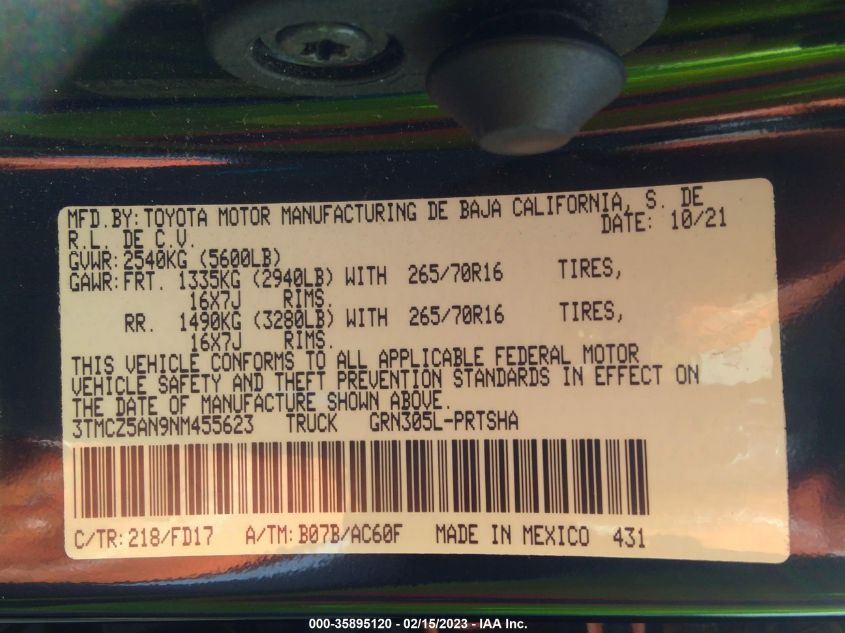 MFD.BY: TOYOTA MOTOR MANUFACTURING DE BAJA CALIFORNIA, S. DE
R.L. DE C.V. DATE: 10/21
GVWR: 2540KG (5600LB)
GAWR: FRT. 1335KG (2940LB) WITH 265/70R16 TIRES,
16X7J RIMS.
RR. 1490KG (3280LB) WITH 265/70R16 TIRES,
16X7J RIMS.
THIS VEHICLE CONFORMS TO ALL APPLICABLE FEDERAL MOTOR
VEHICLE SAFETY AND THEFT PREVENTION STANDARDS IN EFFECT ON
THE DATE OF MANUFACTURE SHOWN ABOVE.
3TMCZ5AN9NM455623 TRUCK GRN305L-PRTSHA
C/TR: 218/FD17 A/TM: B07B/AC60F MADE IN MEXICO 431
000-35895120 - 02/15/2023 - IAA Inc.